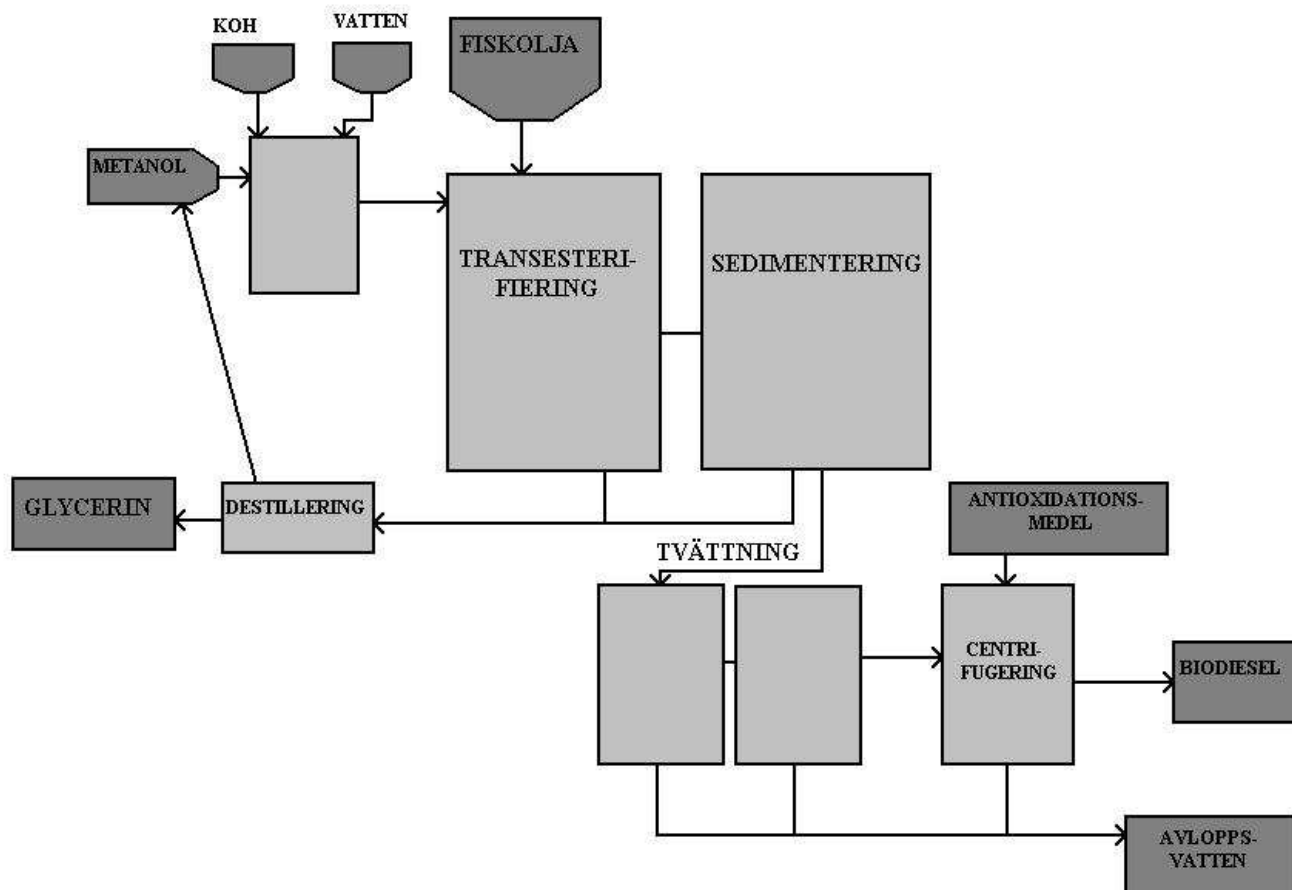 KOH
VATTEN
FISKOLJA
METANOL
TRANSESTERI-
FIERING
SEDIMENTERING
GLYCERIN
DESTILLERING
ANTIOXIDATIONS-
MEDEL
TVÄTTNING
CENTRI-
FUGERING
BIODIESEL
AVLOPPS-
VATTEN